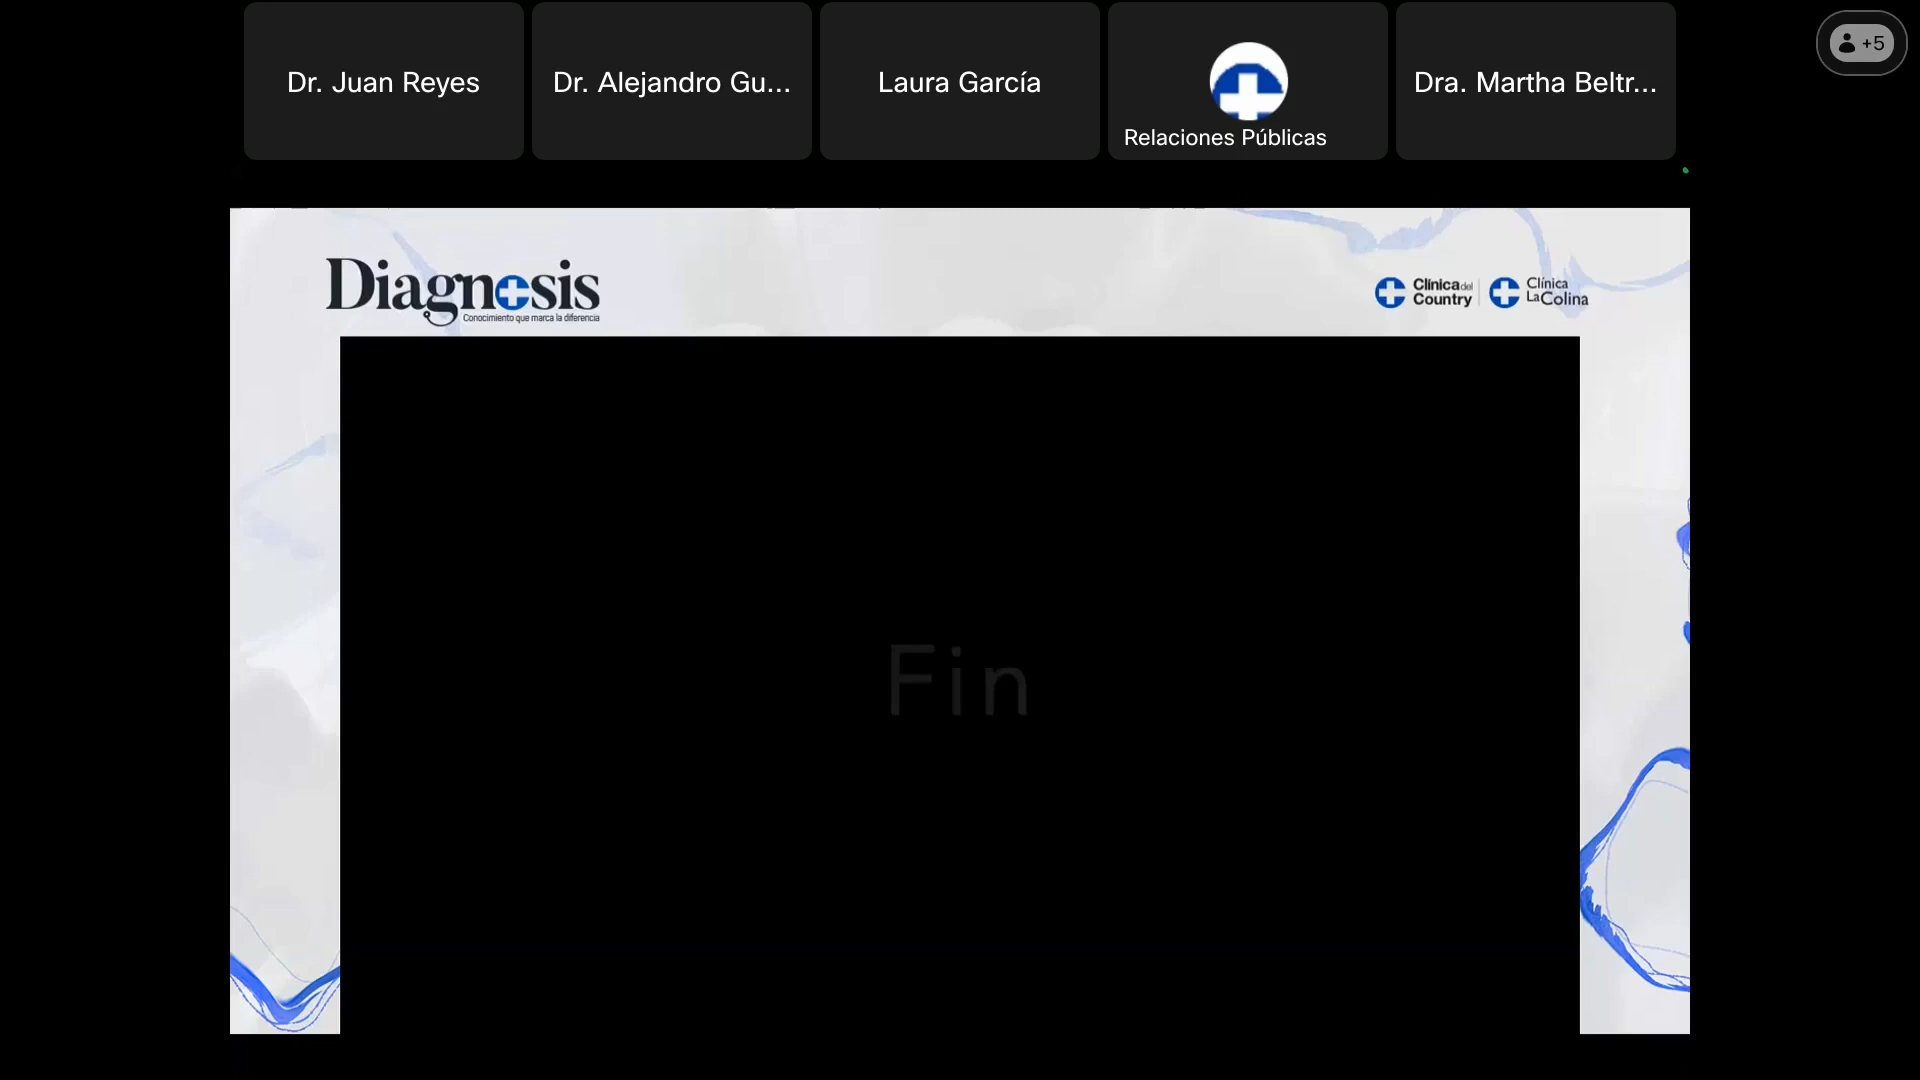 Dr. Juan Reyes
Dr. Alejandro Gu...
Laura García
Relaciones Públicas
Dra. Martha Beltr...
+5
Diagnosis
Conocimiento que marca la diferencia
Clínica del
Country
Clínica
La Colina
Fin